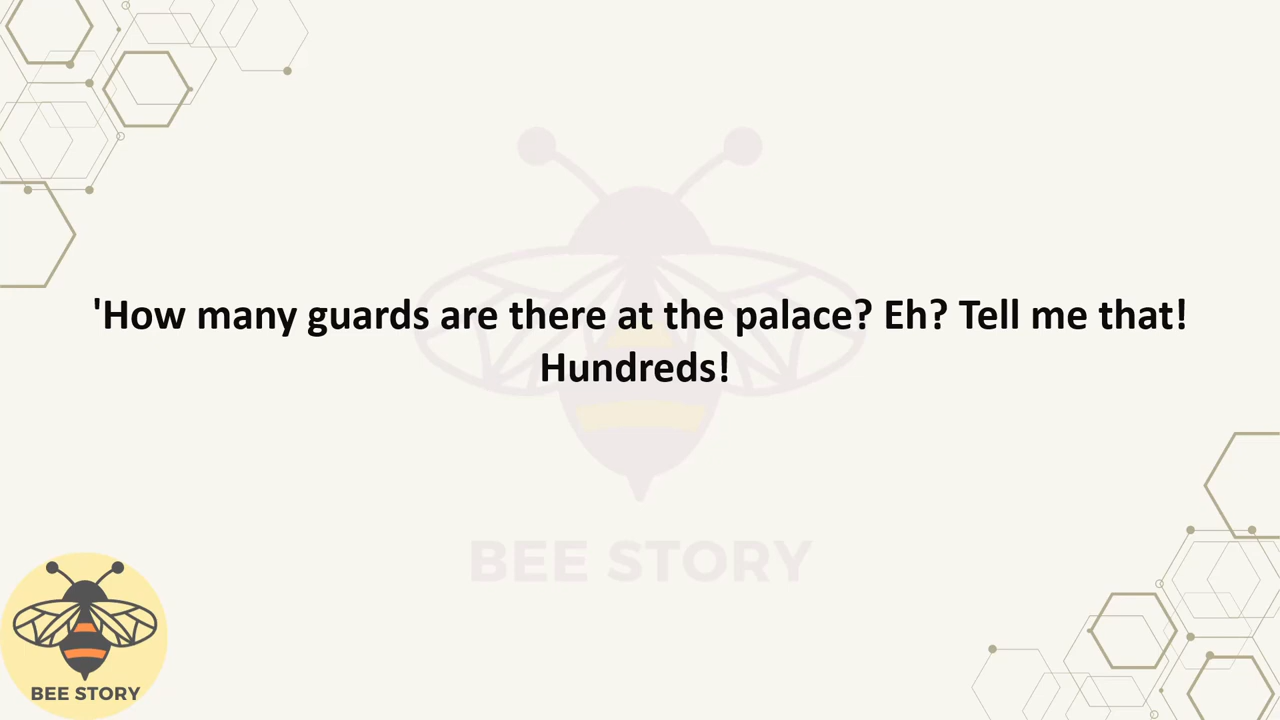 'How many guards are there at the palace? Eh? Tell me that!
Hundreds!
BEE STORY
BEE STORY